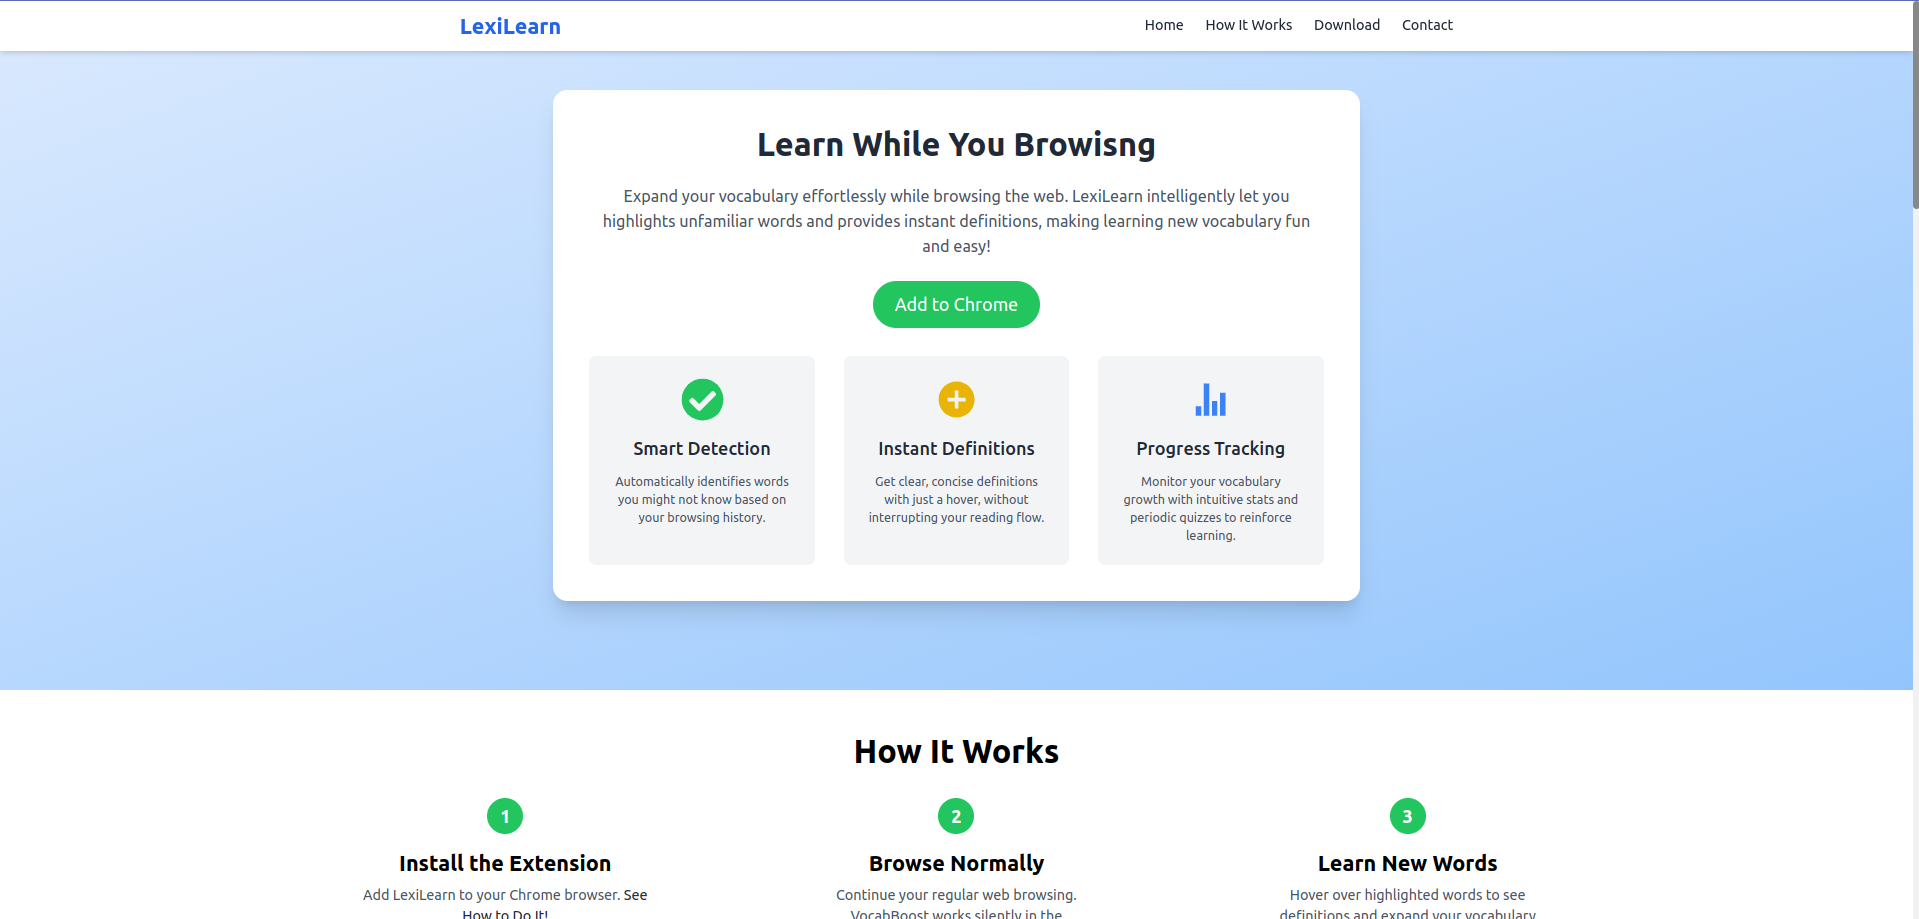 LexiLearn
Home How It Works Download Contact
Learn While You Browisng
Expand your vocabulary effortlessly while browsing the web. LexiLearn intelligently let you
highlights unfamiliar words and provides instant definitions, making learning new vocabulary fun
and easy!
Add to Chrome
Smart Detection
Automatically identifies words
you might not know based on
your browsing history.
Instant Definitions
Get clear, concise definitions
with just a hover, without
interrupting your reading flow.
Progress Tracking
Monitor your vocabulary
growth with intuitive stats and
periodic quizzes to reinforce
learning.
How It Works
1
Install the Extension
Add LexiLearn to your Chrome browser. See
How to Do It!
2
Browse Normally
Continue your regular web browsing.
VocabBoost works silently in the
3
Learn New Words
Hover over highlighted words to see
definitions and expand your vocabulary